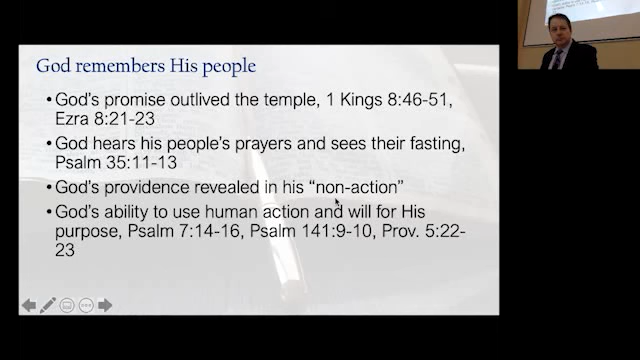 God remembers His people
• God's promise outlived the temple, 1 Kings 8:46-51,
Ezra 8:21-23
• God hears his people's prayers and sees their fasting,
Psalm 35:11-13
• God's providence revealed in his “non-action”
• God's ability to use human action and will for His
purpose, Psalm 7:14-16, Psalm 141:9-10, Prov. 5:22-
23